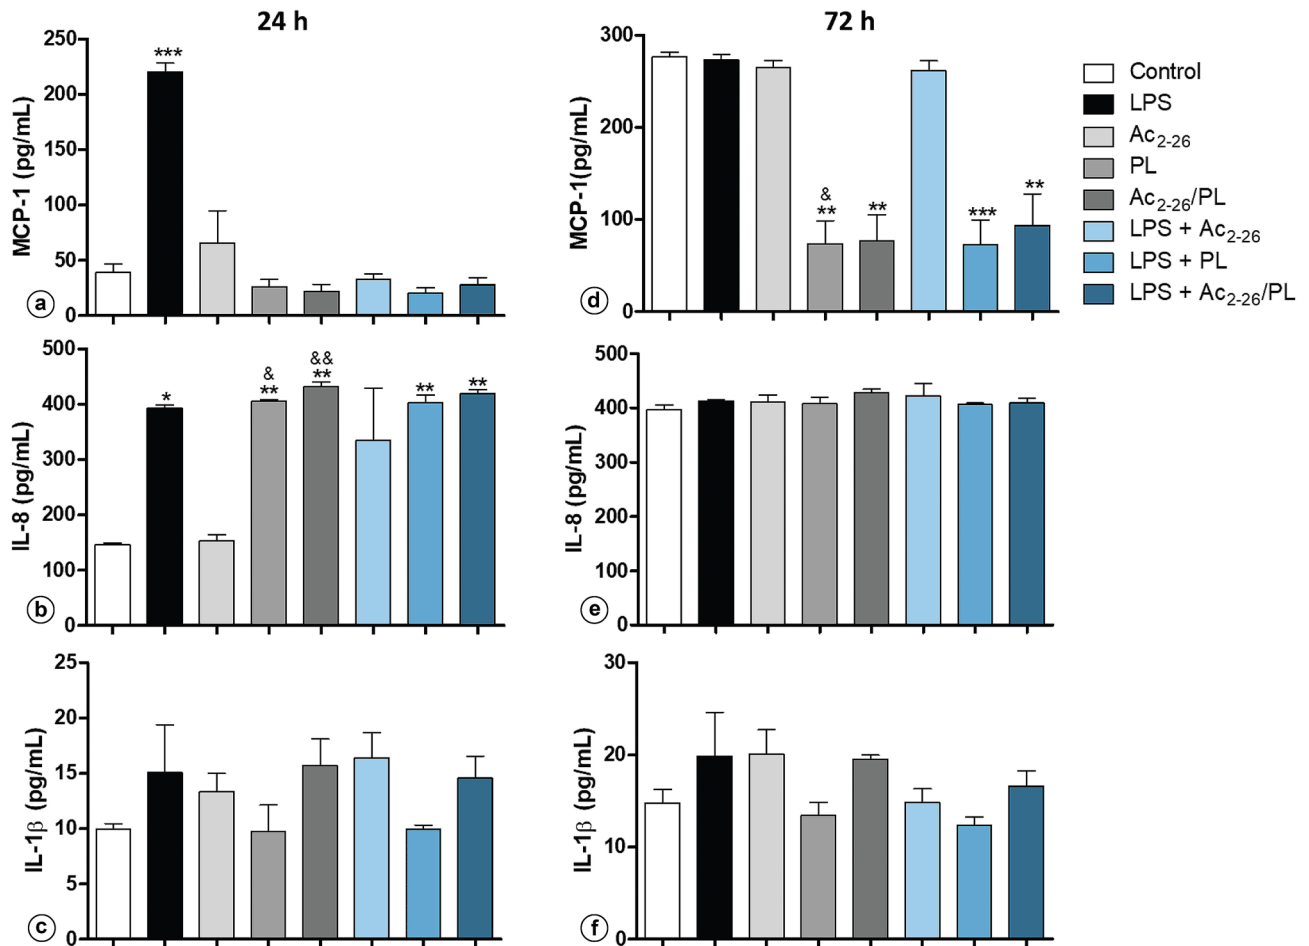 24 h
72 h
MCP-1 (pg/mL)
250
200
150
100
50
0
***
a
MCP-1(pg/mL)
300
200
100
0
&
**
**
***
**
d
Control
LPS
Ac2-26
PL
Ac2-26/PL
LPS + Ac2-26
LPS + PL
LPS + Ac2-26/PL
IL-8 (pg/mL)
500
400
300
200
100
0
*
&
**
&&
**
**
**
b
IL-8 (pg/mL)
500
400
300
200
100
0
e
IL-1β (pg/mL)
25
20
15
10
5
0
c
IL-1β (pg/mL)
30
20
10
0
f